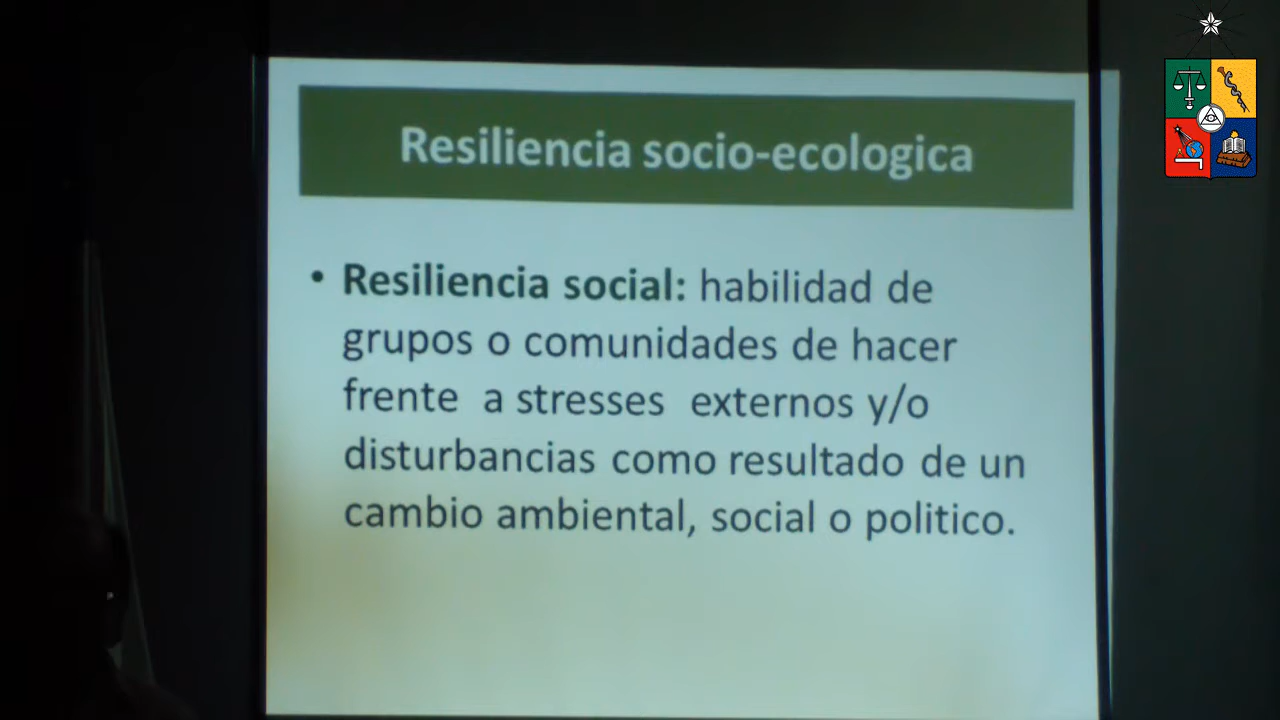 Resiliencia socio-ecologica
• Resiliencia social: habilidad de
grupos o comunidades de hacer
frente a stresses externos y/o
disturbancias como resultado de un
cambio ambiental, social o politico.